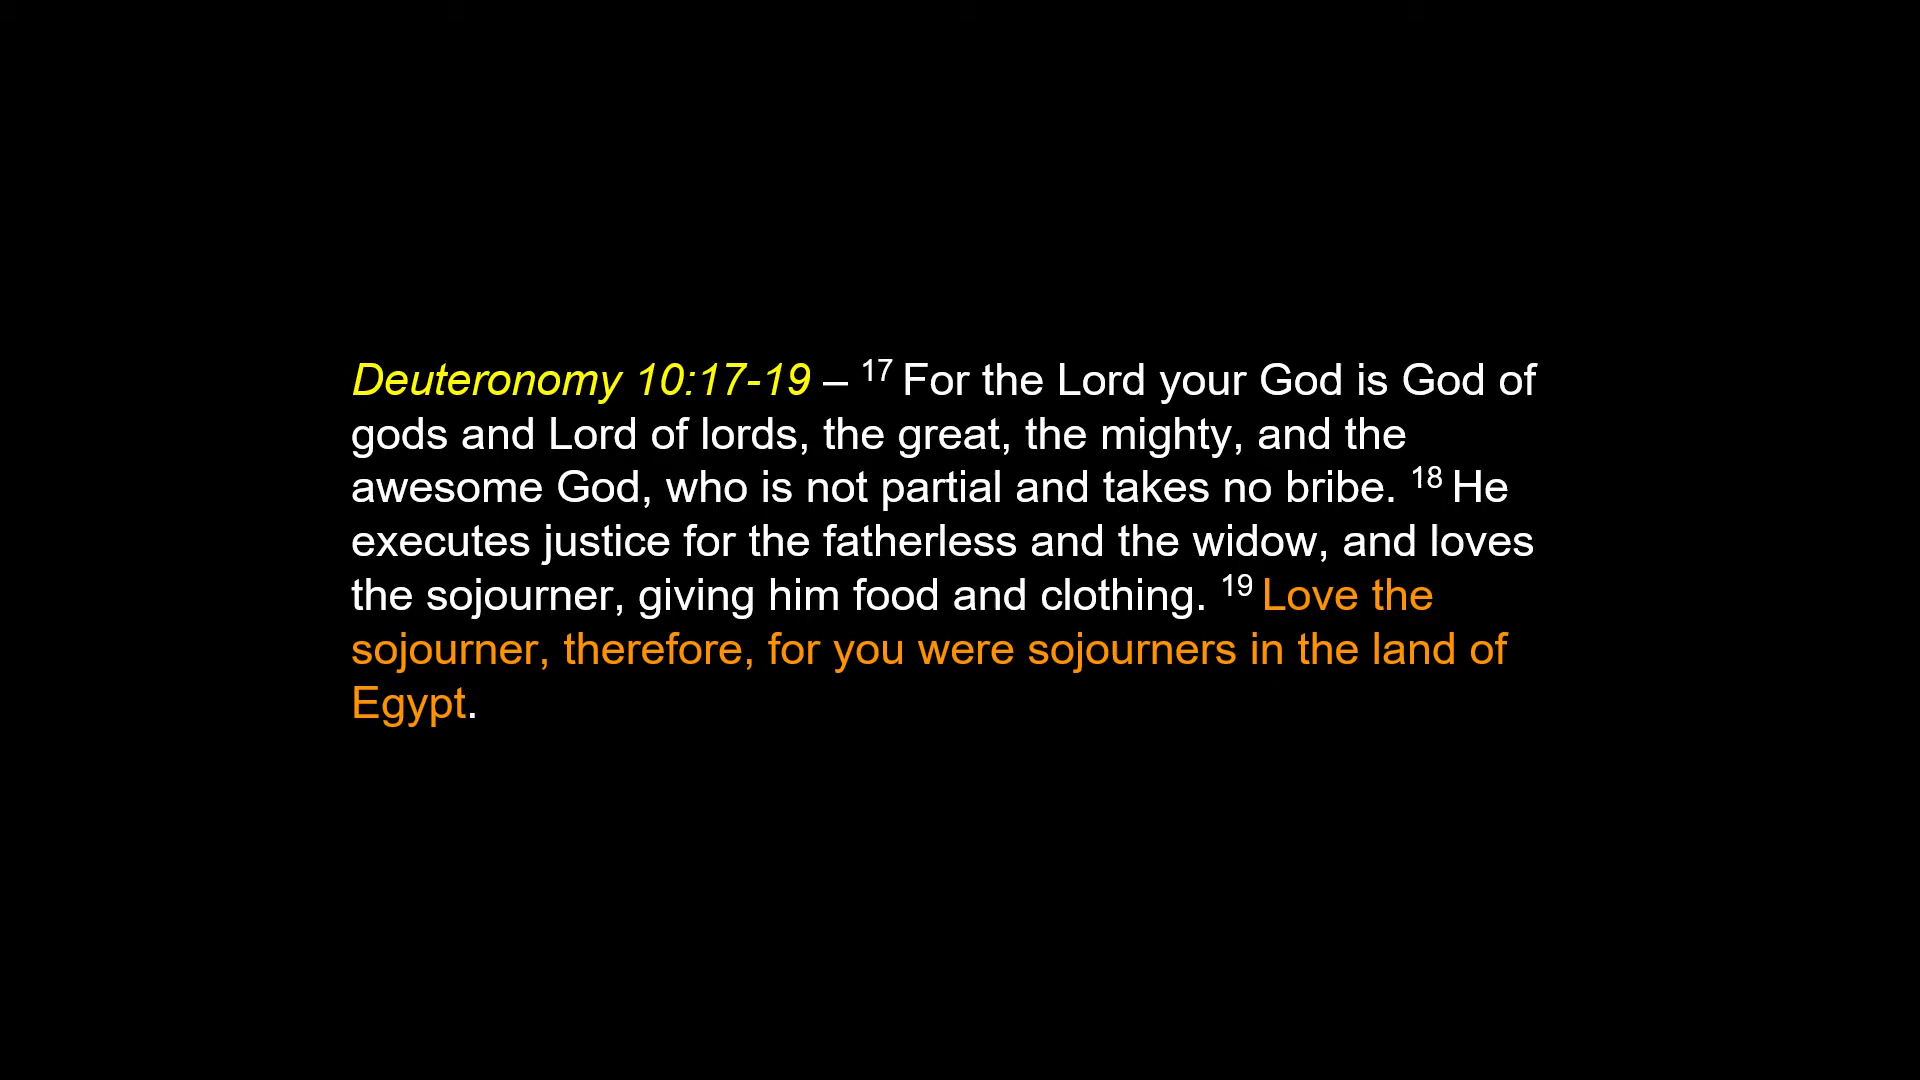 Deuteronomy 10:17-19 – 17 For the Lord your God is God of
gods and Lord of lords, the great, the mighty, and the
awesome God, who is not partial and takes no bribe. 18 He
executes justice for the fatherless and the widow, and loves
the sojourner, giving him food and clothing. 19 Love the
sojourner, therefore, for you were sojourners in the land of
Egypt.